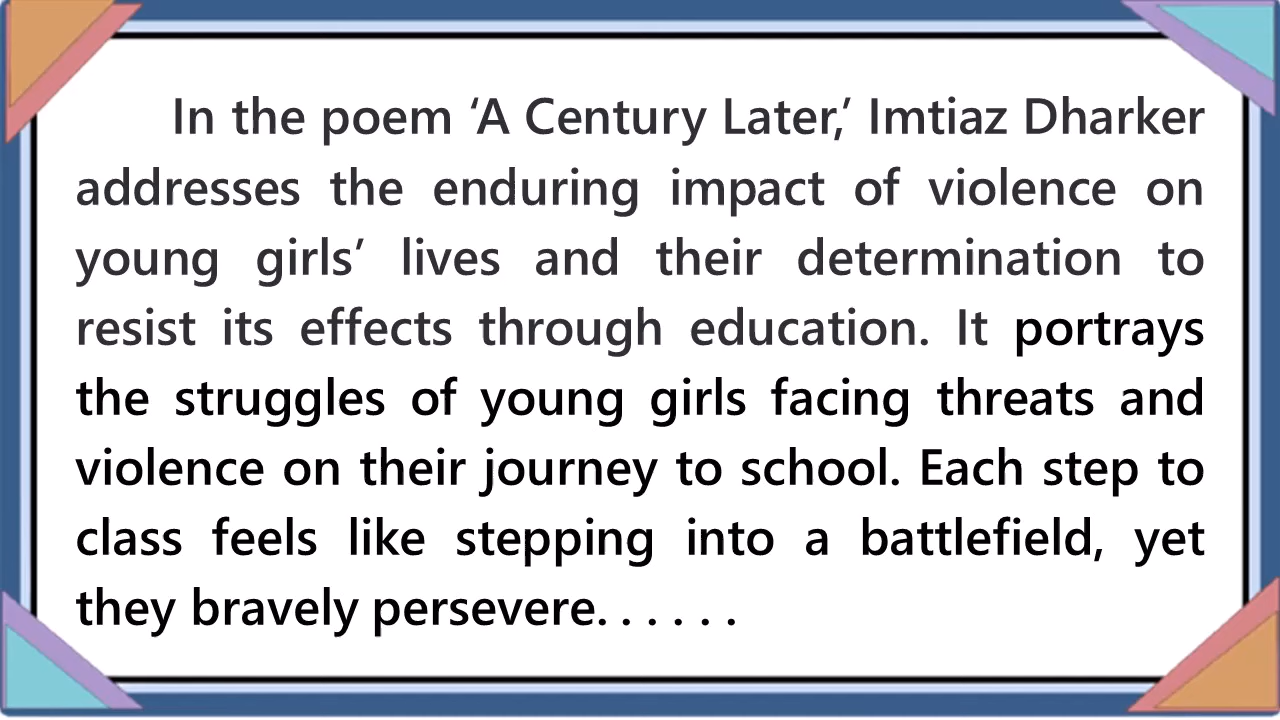 In the poem ‘A Century Later,’ Imtiaz Dharker
addresses the enduring impact of violence on
young girls’ lives and their determination to
resist its effects through education. It portrays
the struggles of young girls facing threats and
violence on their journey to school. Each step to
class feels like stepping into a battlefield, yet
they bravely persevere. . . . . .